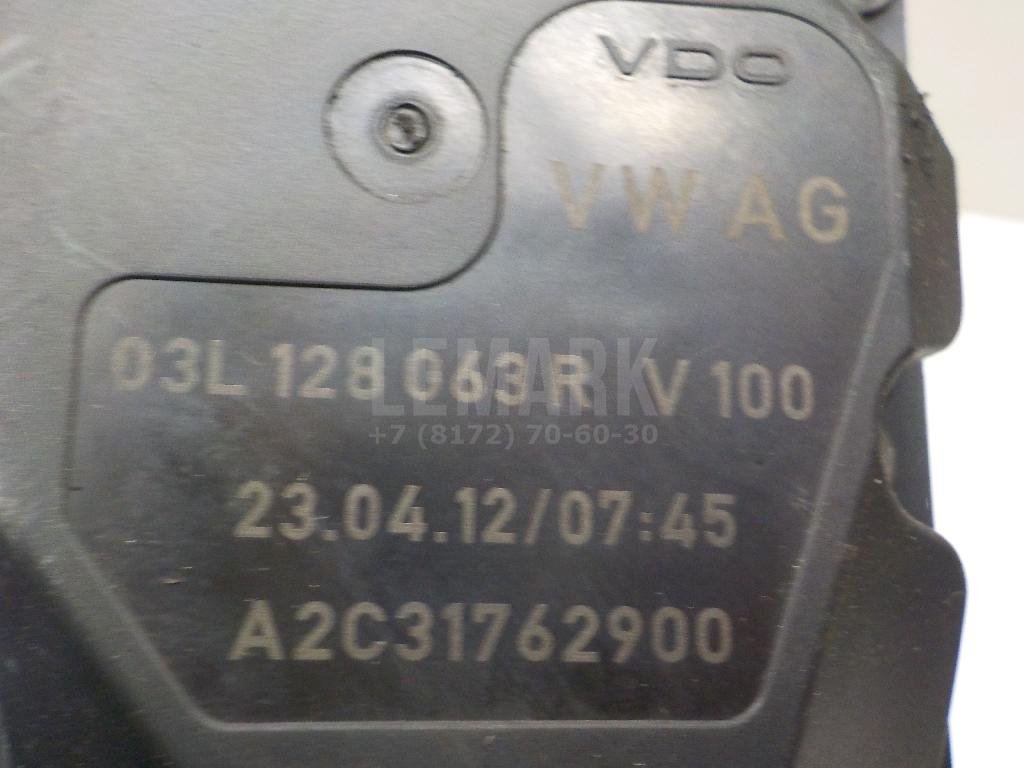 VDO
VW AG
03L 128 063 R V 100
LEMARK
+7 (8172) 70-60-30
23.04.12/07:45
A2C31762900